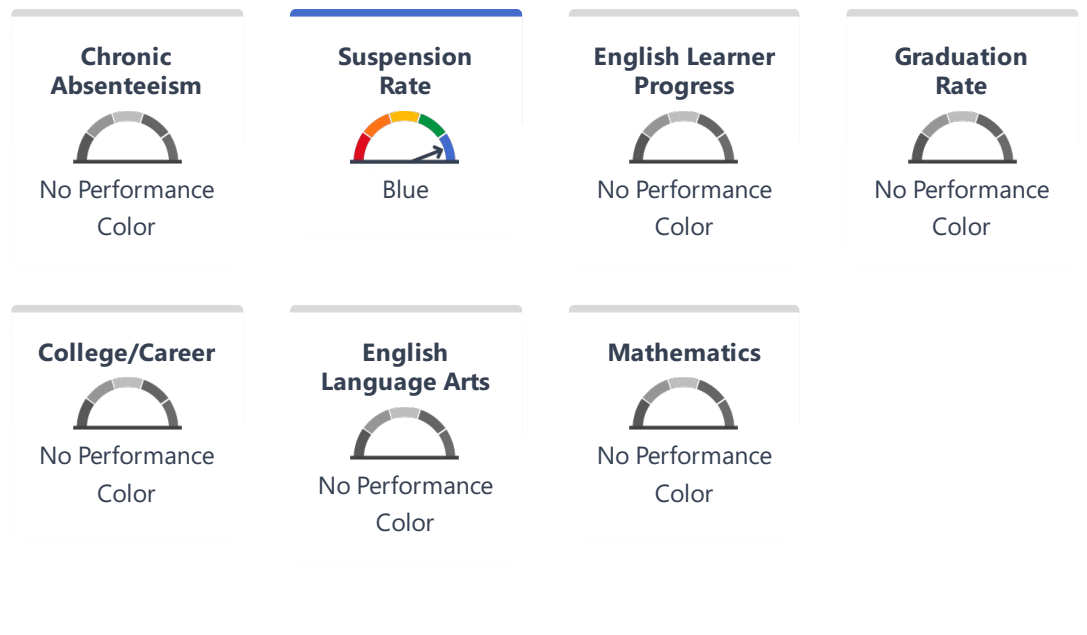 Chronic
Absenteeism
No Performance
Color
Suspension
Rate
Blue
English Learner
Progress
No Performance
Color
Graduation
Rate
No Performance
Color
College/Career
No Performance
Color
English
Language Arts
No Performance
Color
Mathematics
No Performance
Color